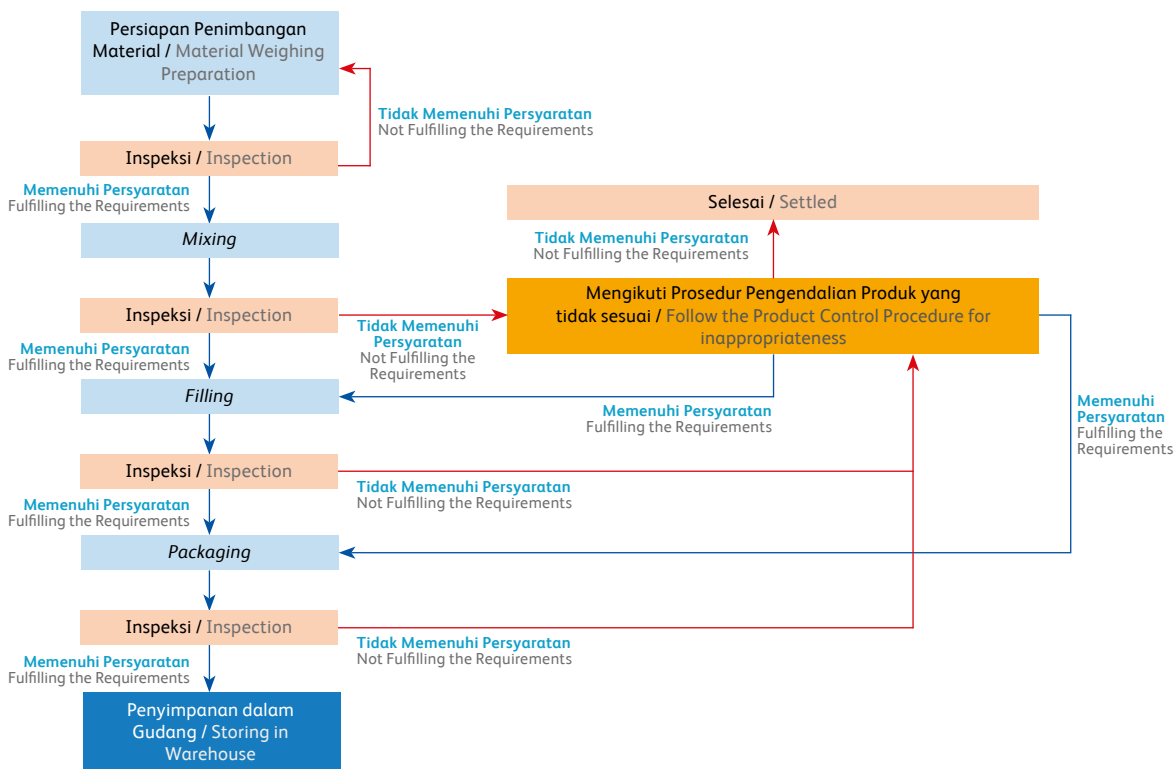 Persiapan Penimbangan
Material / Material Weighing
Preparation
Tidak Memenuhi Persyaratan
Not Fulfilling the Requirements
Inspeksi / Inspection
Memenuhi Persyaratan
Fulfilling the Requirements
Selesai / Settled
Mixing
Tidak Memenuhi Persyaratan
Not Fulfilling the Requirements
Mengikuti Prosedur Pengendalian Produk yang
tidak sesuai / Follow the Product Control Procedure for
inappropriateness
Inspeksi / Inspection
Tidak Memenuhi
Persyaratan
Not Fulfilling the
Requirements
Memenuhi Persyaratan
Fulfilling the Requirements
Filling
Memenuhi Persyaratan
Fulfilling the Requirements
Memenuhi
Persyaratan
Fulfilling the
Requirements
Inspeksi / Inspection
Tidak Memenuhi Persyaratan
Not Fulfilling the Requirements
Memenuhi Persyaratan
Fulfilling the Requirements
Packaging
Inspeksi / Inspection
Tidak Memenuhi Persyaratan
Not Fulfilling the Requirements
Memenuhi Persyaratan
Fulfilling the Requirements
Penyimpanan dalam
Gudang / Storing in
Warehouse